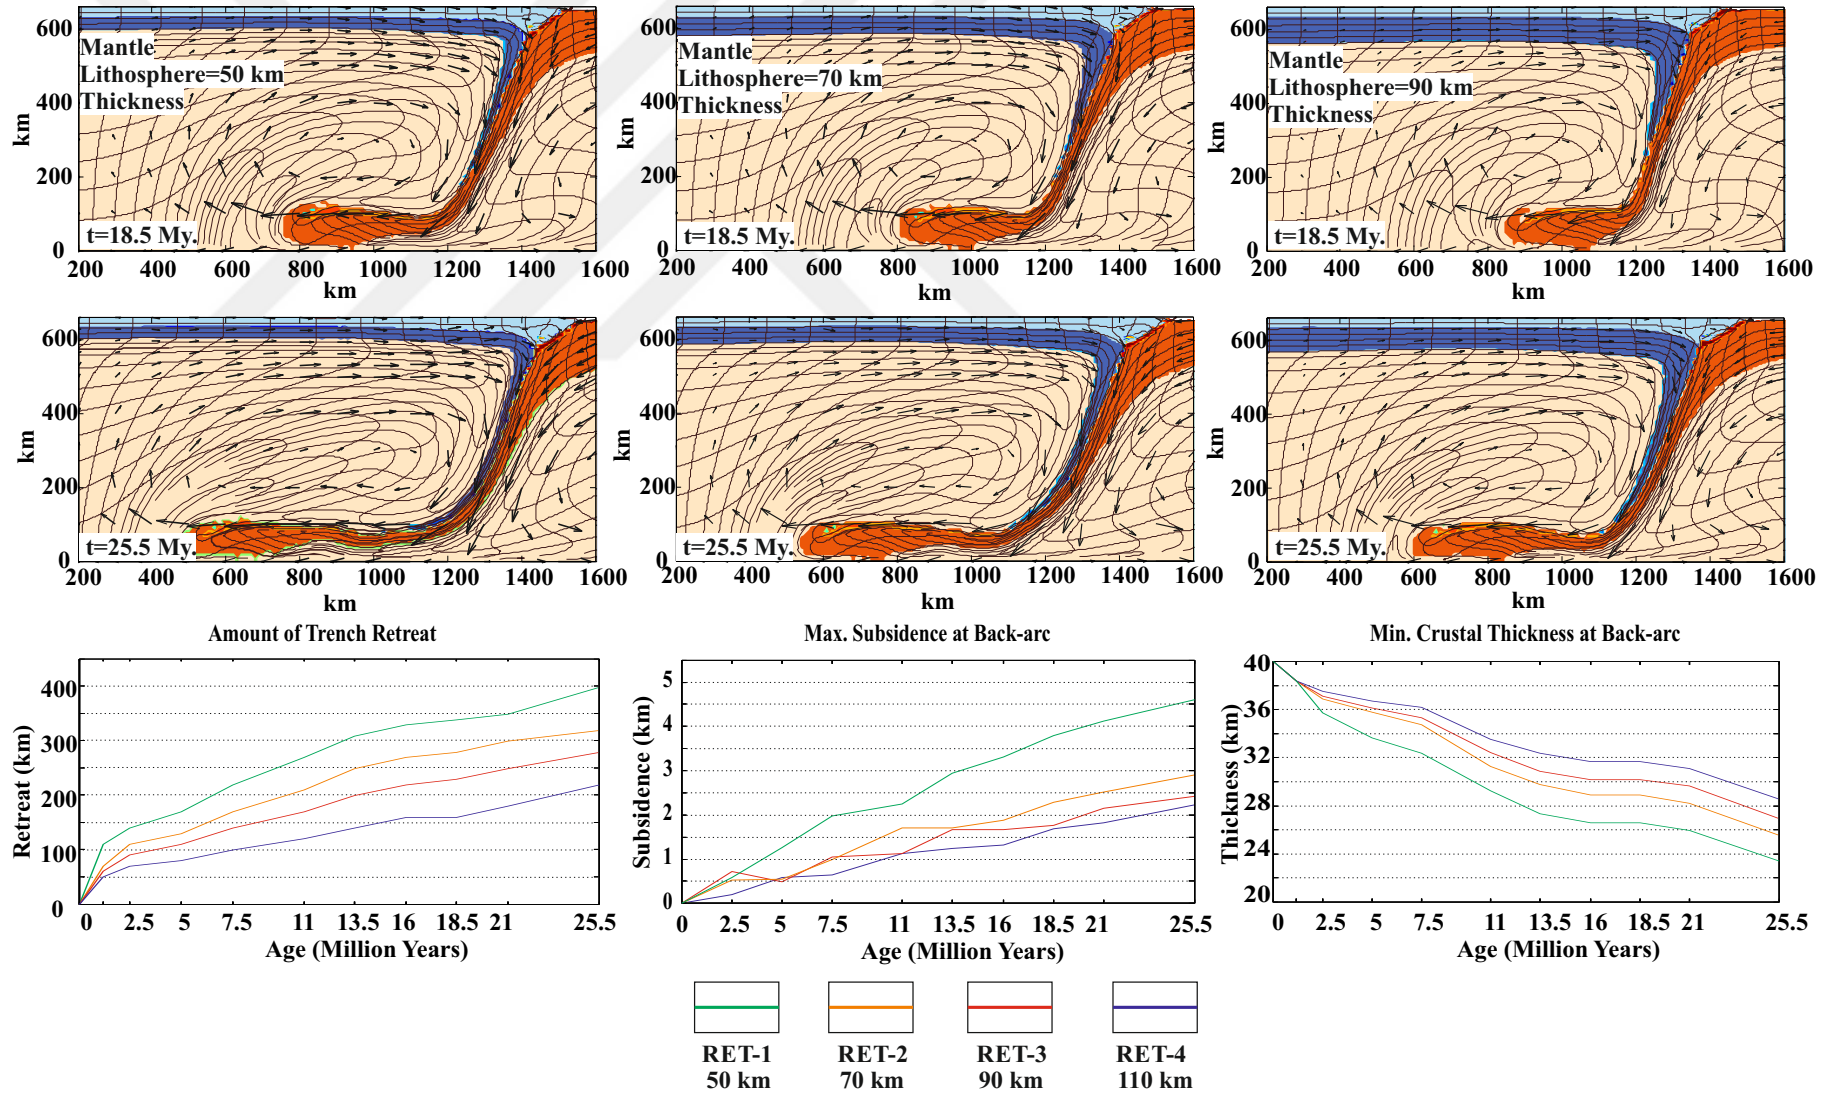 600
400
200
0
km
Mantle
Lithosphere=50 km
Thickness
t=18.5 My.
200 400 600 800 1000 1200 1400 1600
km
600
400
200
0
km
Mantle
Lithosphere=70 km
Thickness
t=18.5 My.
200 400 600 800 1000 1200 1400 1600
km
600
400
200
0
km
Mantle
Lithosphere=90 km
Thickness
t=18.5 My.
200 400 600 800 1000 1200 1400 1600
km
600
400
200
0
km
t=25.5 My.
200 400 600 800 1000 1200 1400 1600
km
600
400
200
0
km
t=25.5 My.
200 400 600 800 1000 1200 1400 1600
km
600
400
200
0
km
t=25.5 My.
200 400 600 800 1000 1200 1400 1600
km
Amount of Trench Retreat
400
300
200
100
0
Retreat (km)
0 2.5 5 7.5 11 13.5 16 18.5 21 25.5
Age (Million Years)
Max. Subsidence at Back-arc
5
4
3
2
1
0
Subsidence (km)
0 2.5 5 7.5 11 13.5 16 18.5 21 25.5
Age (Million Years)
Min. Crustal Thickness at Back-arc
40
36
32
28
24
20
Thickness (km)
0 2.5 5 7.5 11 13.5 16 18.5 21 25.5
Age (Million Years)
RET-1 RET-2 RET-3 RET-4
50 km 70 km 90 km 110 km